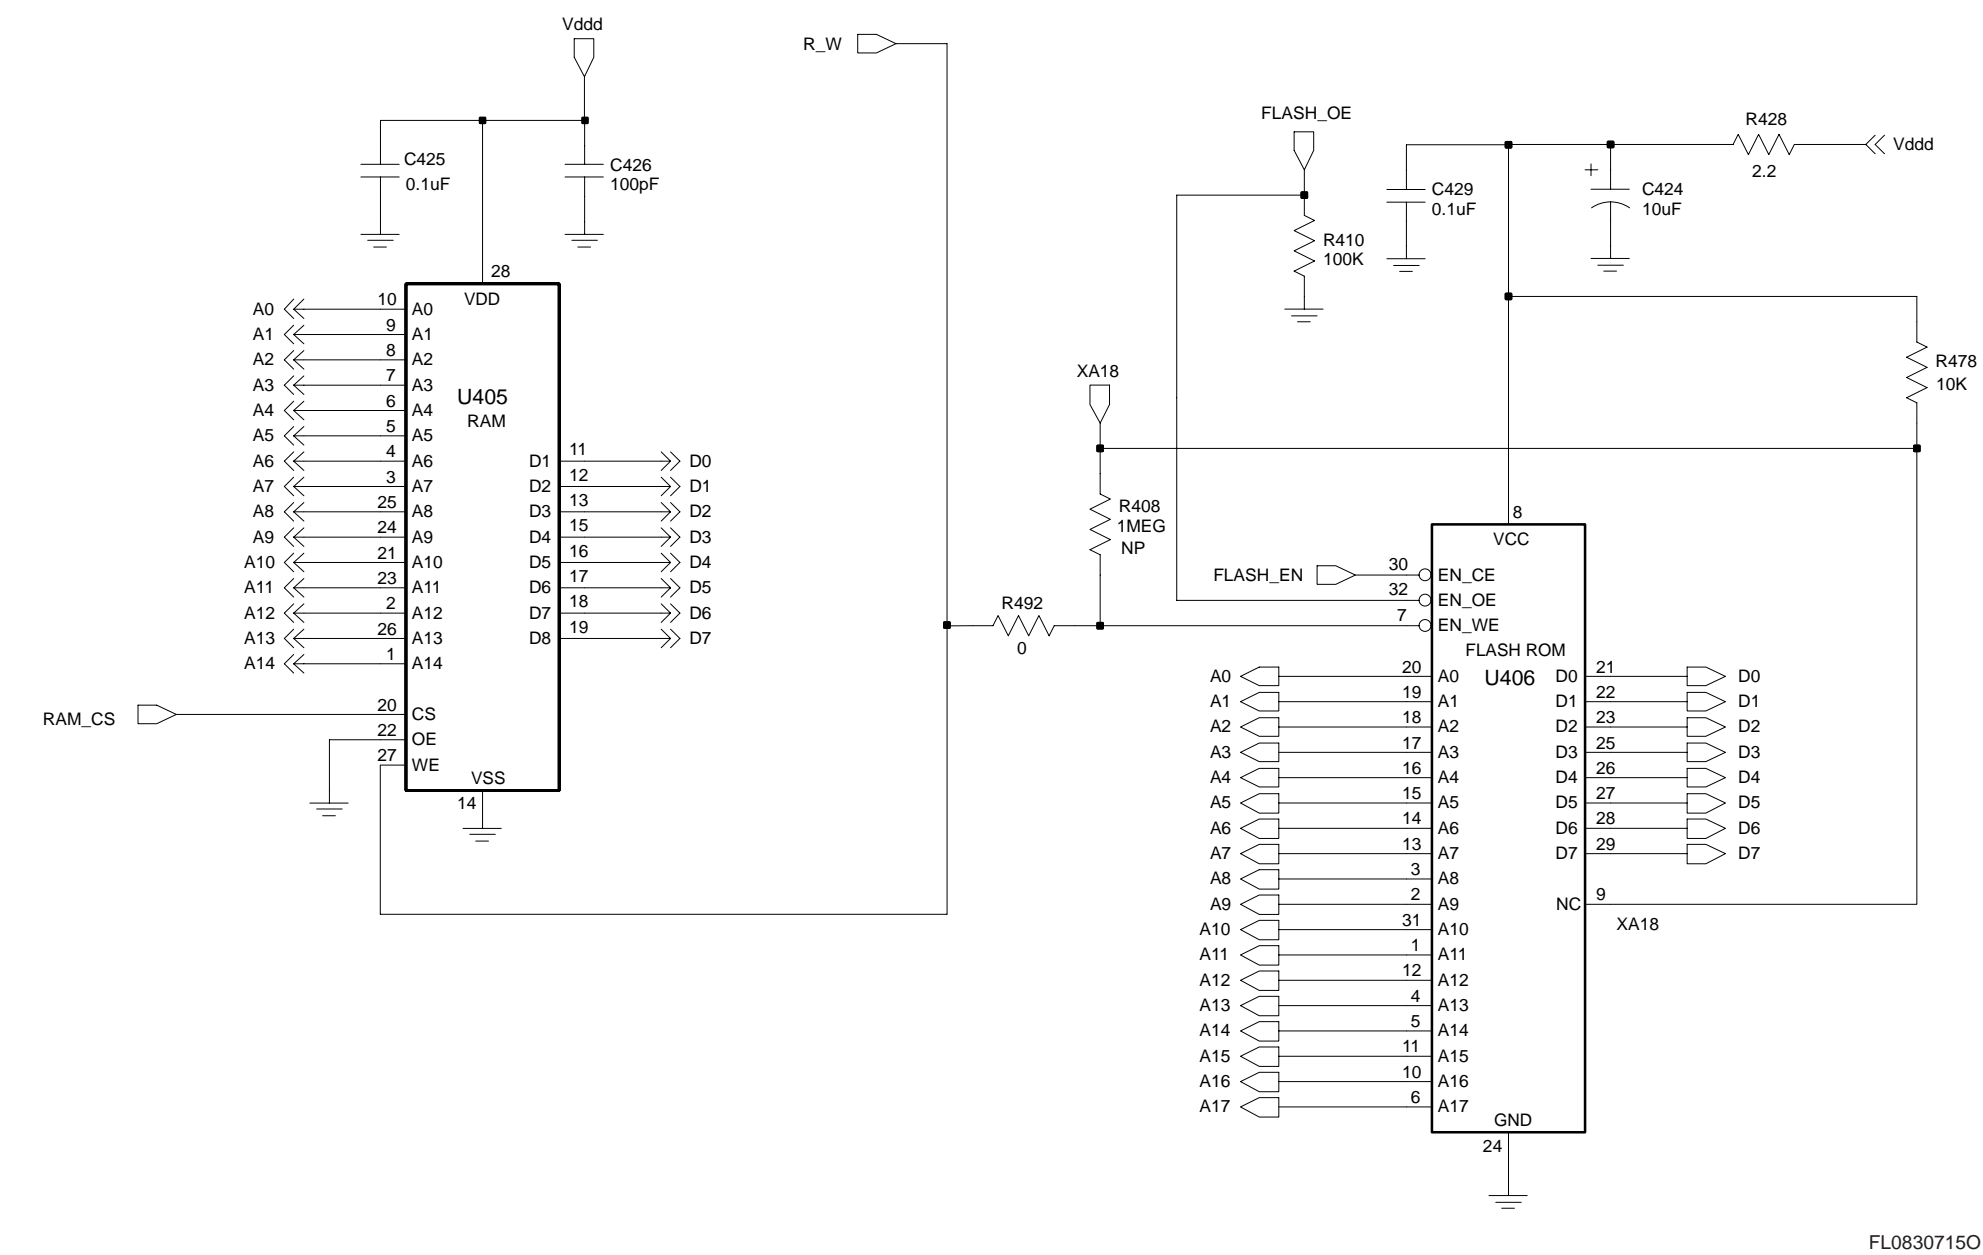 Vddd
R_W
FLASH_OE
R428
2.2
Vddd
C425
0.1uF
C426
100pF
C429
0.1uF
C424
10uF
R410
100K
28
VDD
A0 10 A0
A1 9 A1
A2 8 A2
A3 7 A3
A4 6 A4
A5 5 A5
A6 4 A6
A7 3 A7
A8 25 A8
A9 24 A9
A10 21 A10
A11 23 A11
A12 2 A12
A13 26 A13
A14 1 A14
U405
RAM
D1 11 D0
D2 12 D1
D3 13 D2
D4 15 D3
D5 16 D4
D6 17 D5
D7 18 D6
D8 19 D7
RAM_CS 20 CS
22 OE
27 WE
VSS
14
XA18
R478
10K
R408
1MEG
NP
R492
0
8
VCC
FLASH_EN 30 EN_CE
32 EN_OE
7 EN_WE
FLASH ROM
U406
A0 20 A0
A1 19 A1
A2 18 A2
A3 17 A3
A4 16 A4
A5 15 A5
A6 14 A6
A7 13 A7
A8 3 A8
A9 2 A9
A10 31 A10
A11 1 A11
A12 12 A12
A13 4 A13
A14 5 A14
A15 11 A15
A16 10 A16
A17 6 A17
D0 21 D0
D1 22 D1
D2 23 D2
D3 25 D3
D4 26 D4
D5 27 D5
D6 28 D6
D7 29 D7
NC 9
XA18
GND
24
FL0830715O